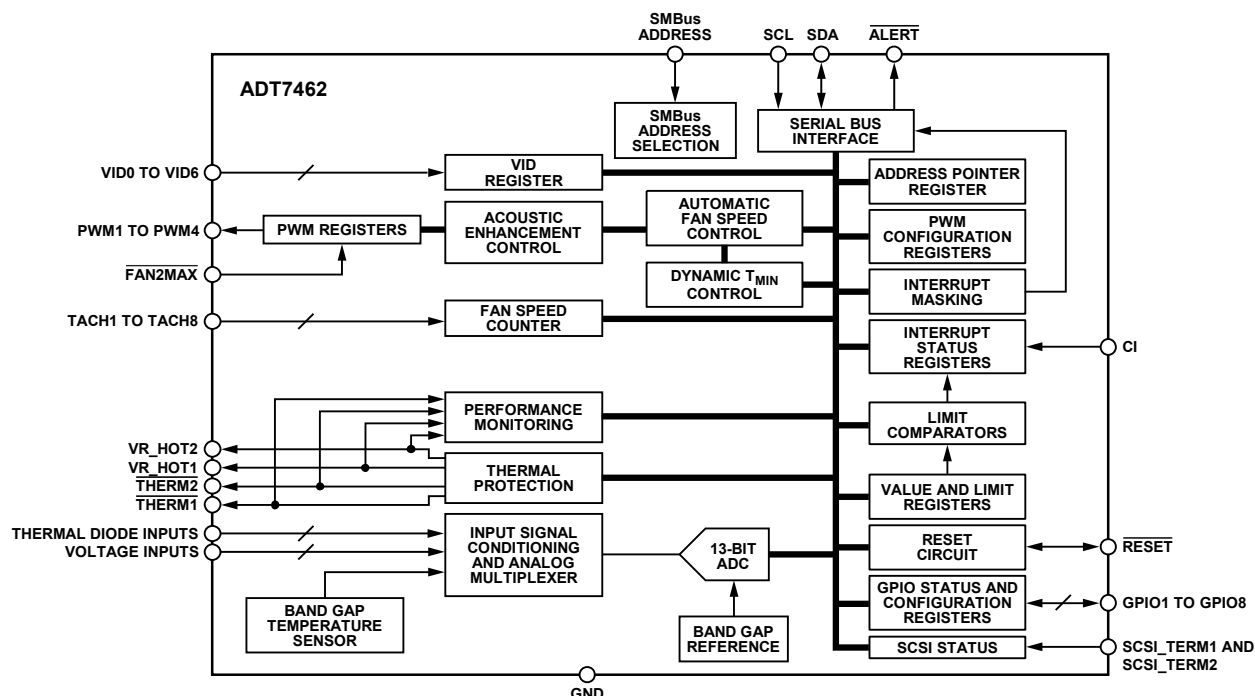 SMBus
ADDRESS
SCL
SDA
ALERT
ADT7462
SMBus
ADDRESS
SELECTION
SERIAL BUS
INTERFACE
VID0 TO VID6
VID
REGISTER
ADDRESS POINTER
REGISTER
PWM1 TO PWM4
PWM REGISTERS
ACOUSTIC
ENHANCEMENT
CONTROL
AUTOMATIC
FAN SPEED
CONTROL
PWM
CONFIGURATION
REGISTERS
FAN2MAX
DYNAMIC TMIN
CONTROL
INTERRUPT
MASKING
TACH1 TO TACH8
FAN SPEED
COUNTER
INTERRUPT
STATUS
REGISTERS
CI
PERFORMANCE
MONITORING
LIMIT
COMPARATORS
VR_HOT2
VR_HOT1
THERM2
THERM1
THERMAL
PROTECTION
VALUE AND LIMIT
REGISTERS
THERMAL DIODE INPUTS
VOLTAGE INPUTS
INPUT SIGNAL
CONDITIONING
AND ANALOG
MULTIPLEXER
13-BIT
ADC
RESET
CIRCUIT
RESET
BAND GAP
TEMPERATURE
SENSOR
BAND GAP
REFERENCE
GPIO STATUS AND
CONFIGURATION
REGISTERS
GPIO1 TO GPIO8
SCSI STATUS
SCSI_TERM1 AND
SCSI_TERM2
GND